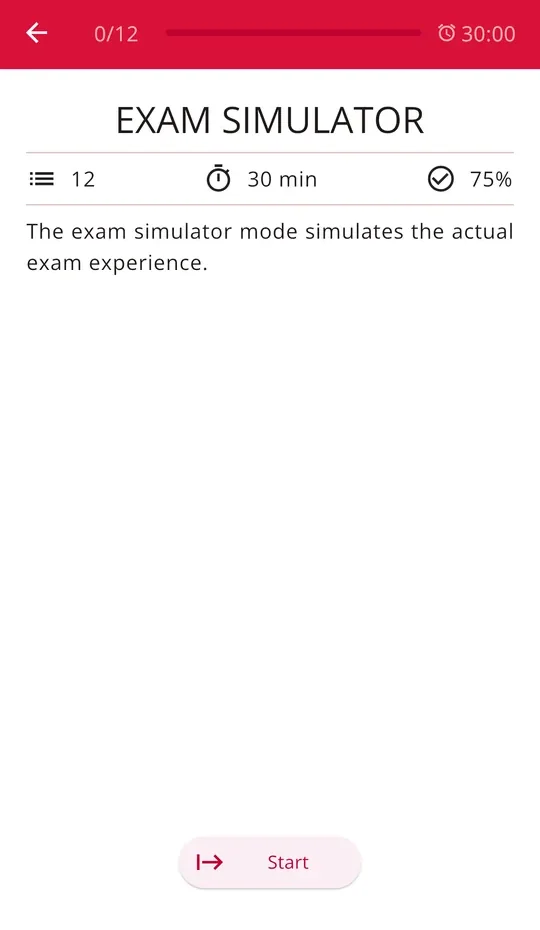 0/12 30:00
EXAM SIMULATOR
12 30 min 75%
The exam simulator mode simulates the actual
exam experience.
Start